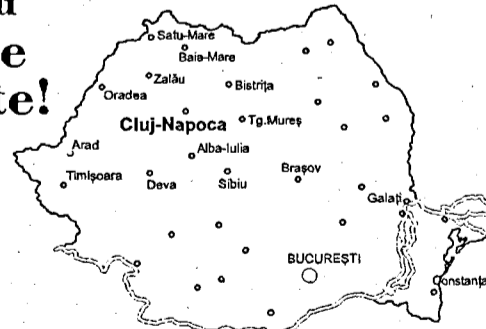 u
e
te!
Satu-Mare
Baia-Mare
Zalău
Bistrița
Oradea
Cluj-Napoca
Tg.Mureș
Arad
Alba-Iulia
Timișoara
Deva
Sibiu
Brașov
Galați
BUCUREȘTI
Constanța